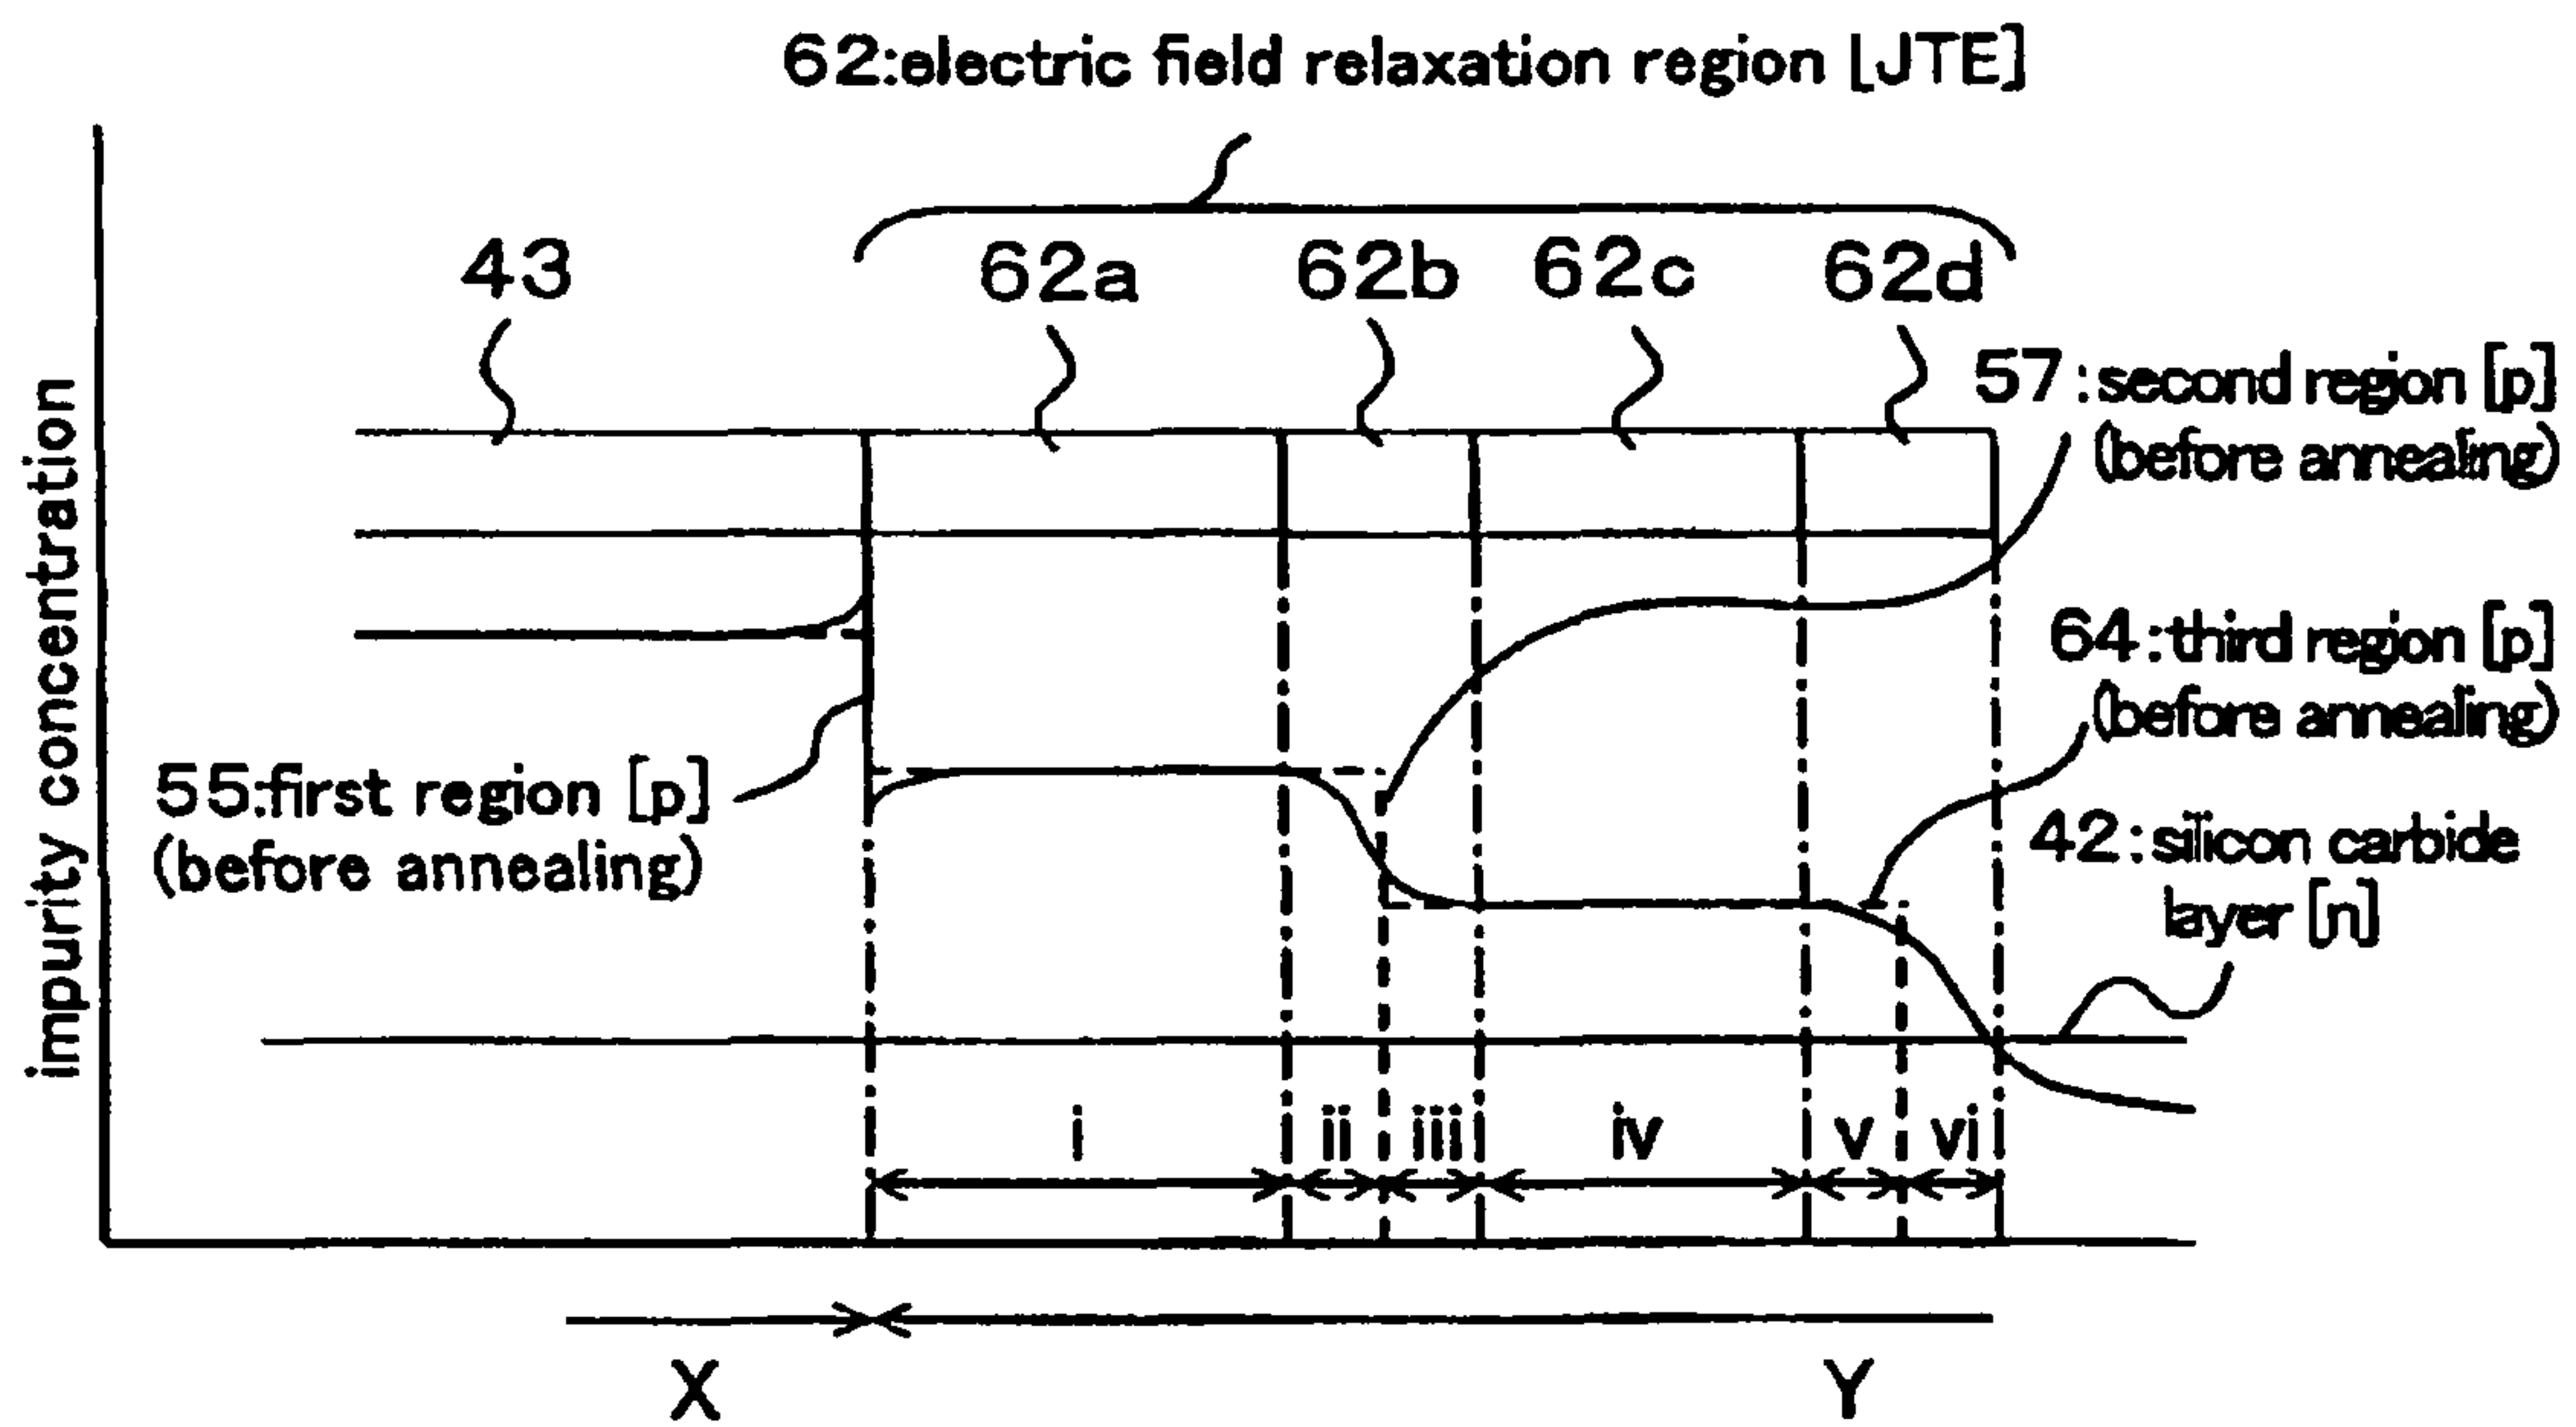 62:electric field relaxation region [JTE]
43
62a
62b
62c
62d
57:second region [p]
(before annealing)
64:third region [p]
(before annealing)
55:first region [p]
(before annealing)
42:silicon carbide
layer [n]
impurity concentration
i
ii
iii
iv
v
vi
X
Y